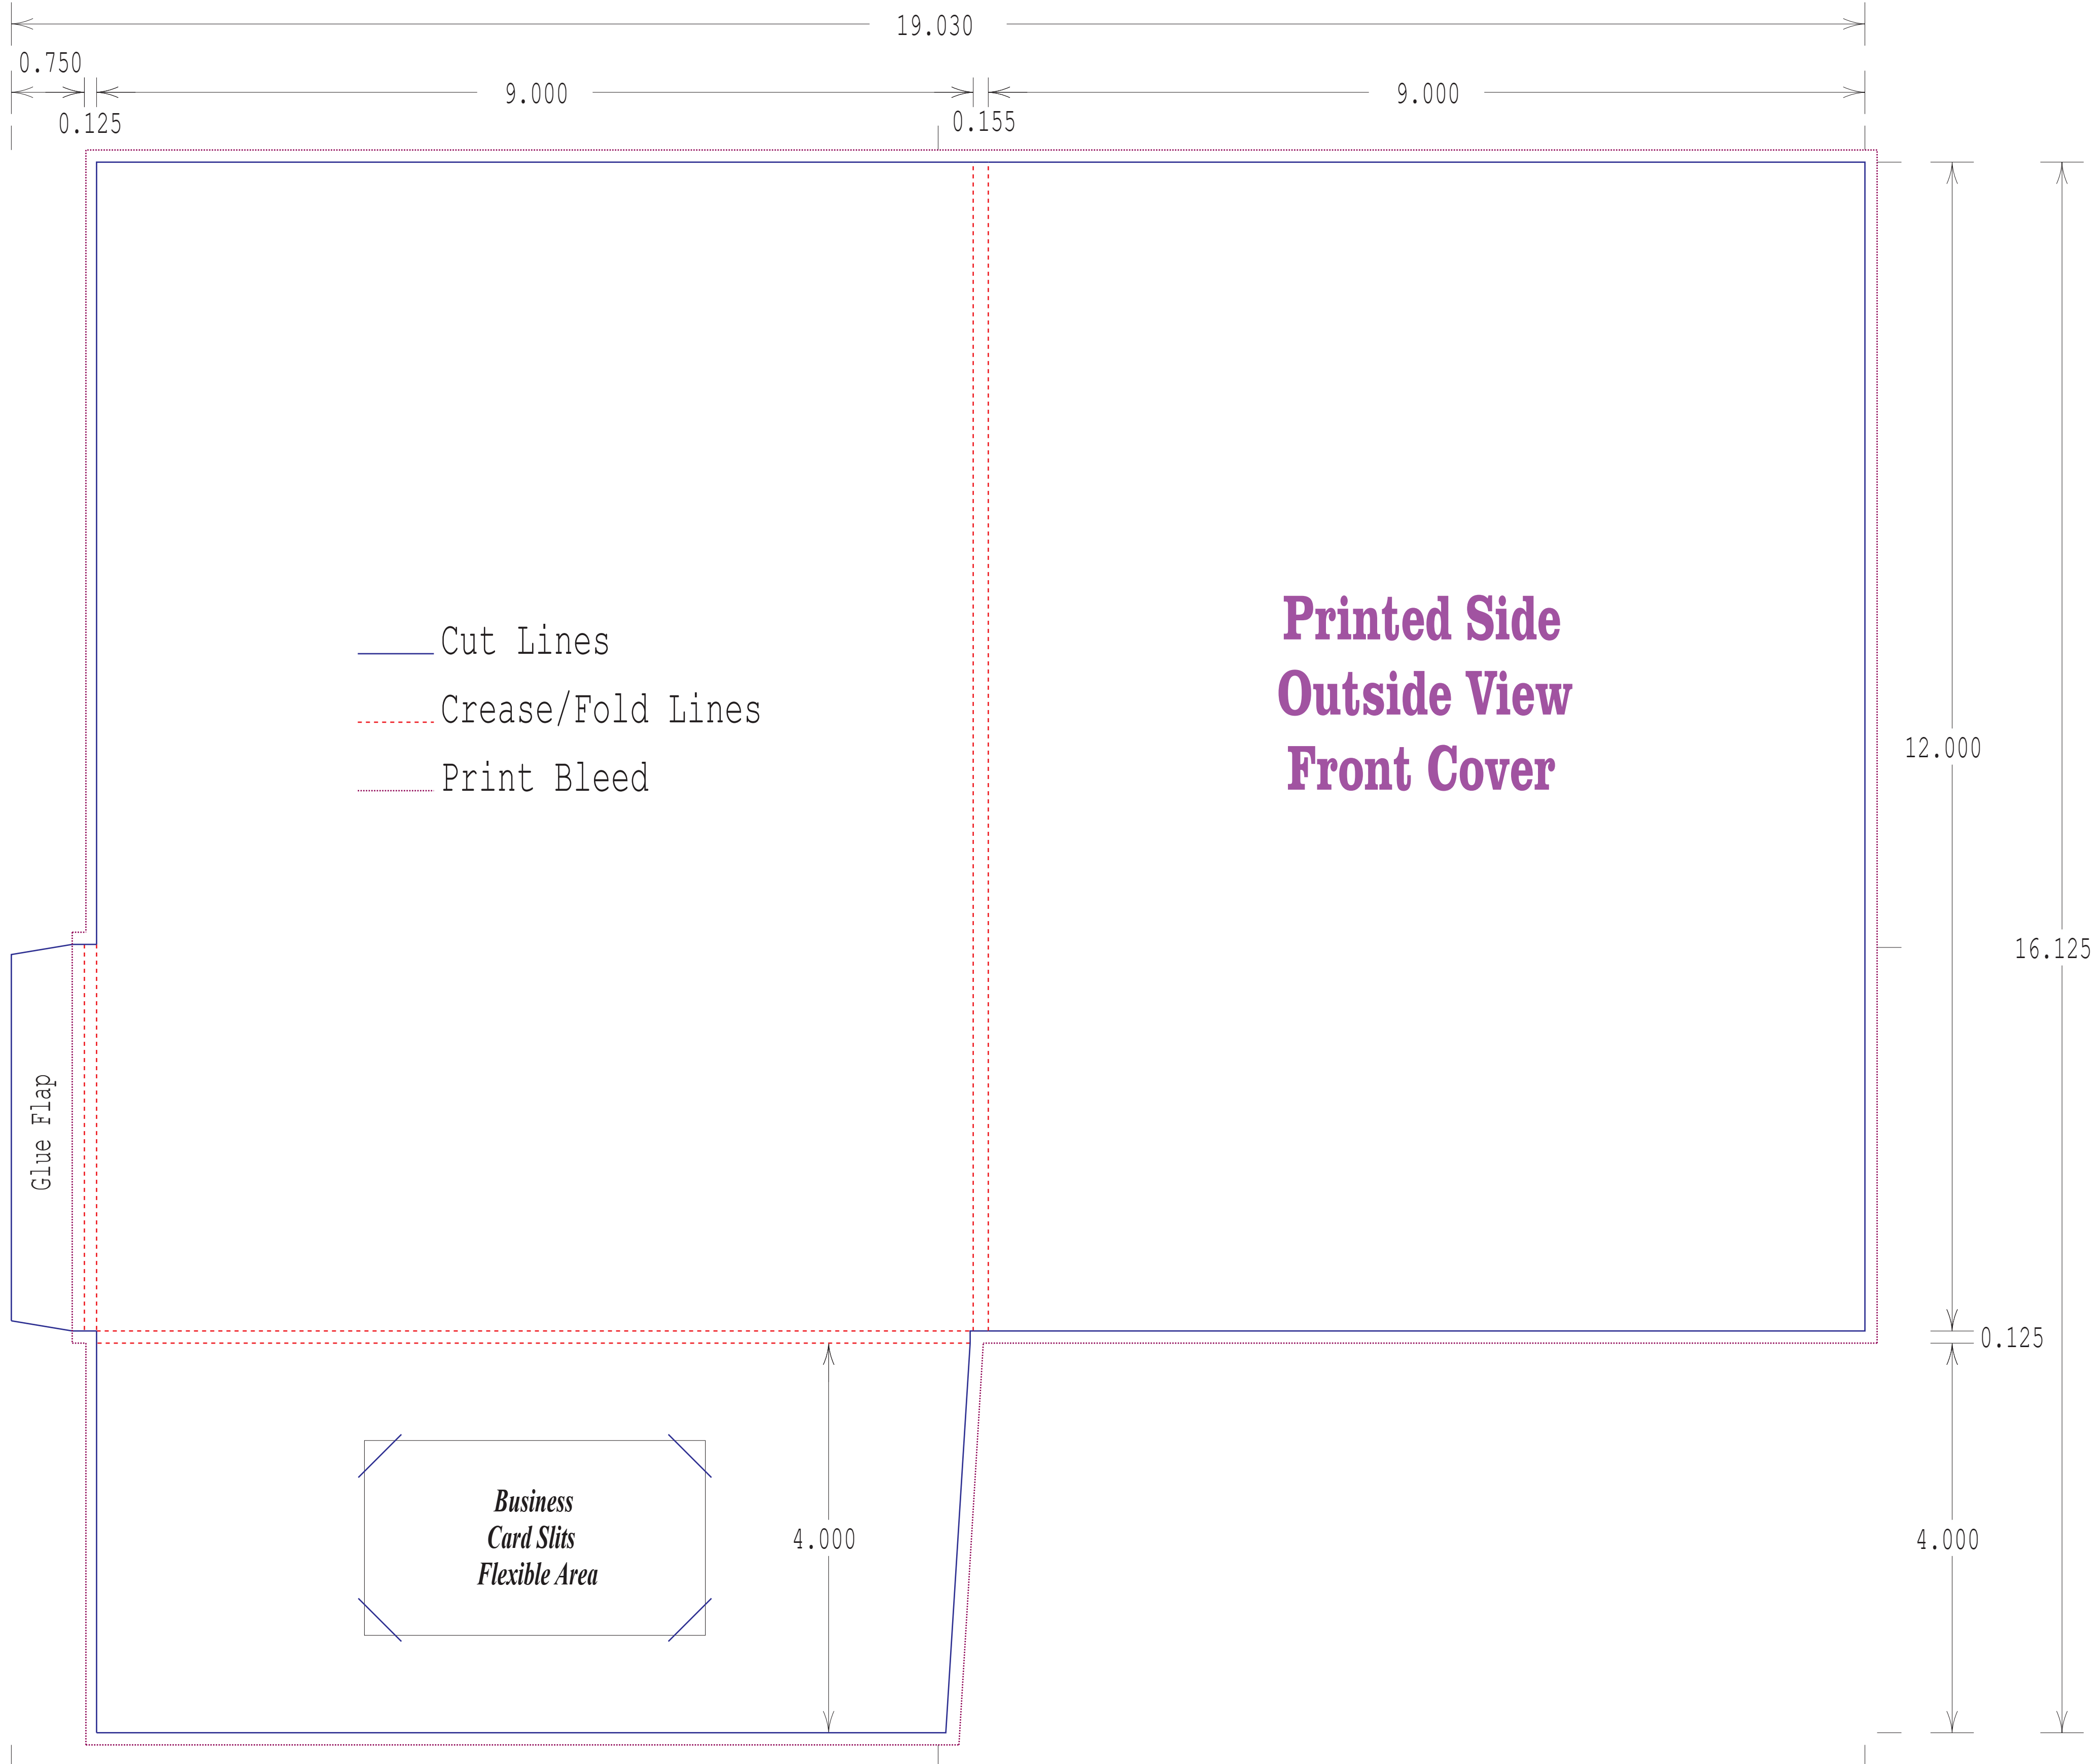 19.030
0.750
9.000
9.000
0.125
0.155
Cut Lines
Crease/Fold Lines
Print Bleed
Printed Side
Outside View
Front Cover
12.000
16.125
Glue Flap
0.125
Business
Card Slits
Flexible Area
4.000
4.000